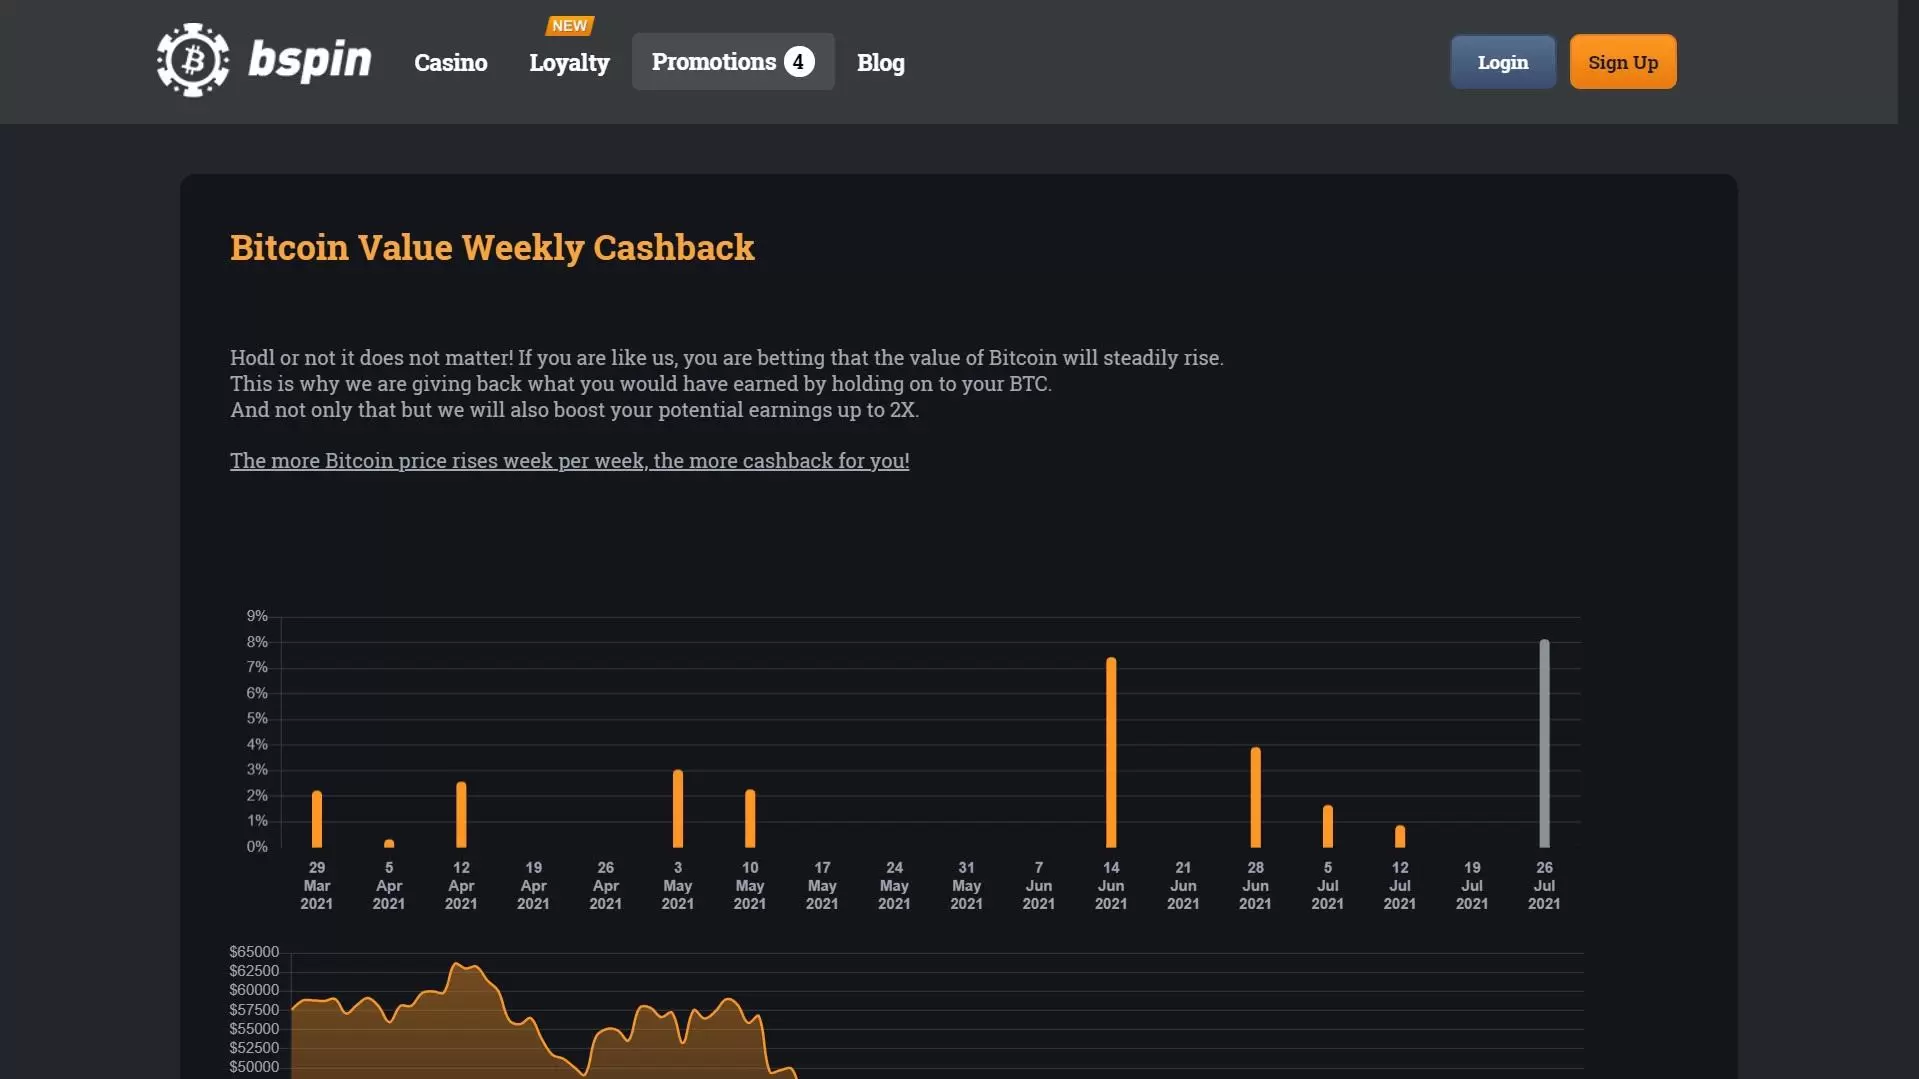 NEW
bspin Casino Loyalty Promotions 4 Blog Login Sign Up
Bitcoin Value Weekly Cashback
Hodl or not it does not matter! If you are like us, you are betting that the value of Bitcoin will steadily rise.
This is why we are giving back what you would have earned by holding on to your BTC.
And not only that but we will also boost your potential earnings up to 2X.
The more Bitcoin price rises week per week, the more cashback for you!
9%
8%
7%
6%
5%
4%
3%
2%
1%
0%
29 5 12 19 26 3 10 17 24 31 7 14 21 28 5 12 19 26
Mar Apr Apr Apr Apr May May May May May Jun Jun Jun Jun Jul Jul Jul Jul
2021 2021 2021 2021 2021 2021 2021 2021 2021 2021 2021 2021 2021 2021 2021 2021 2021 2021
$65000
$62500
$60000
$57500
$55000
$52500
$50000